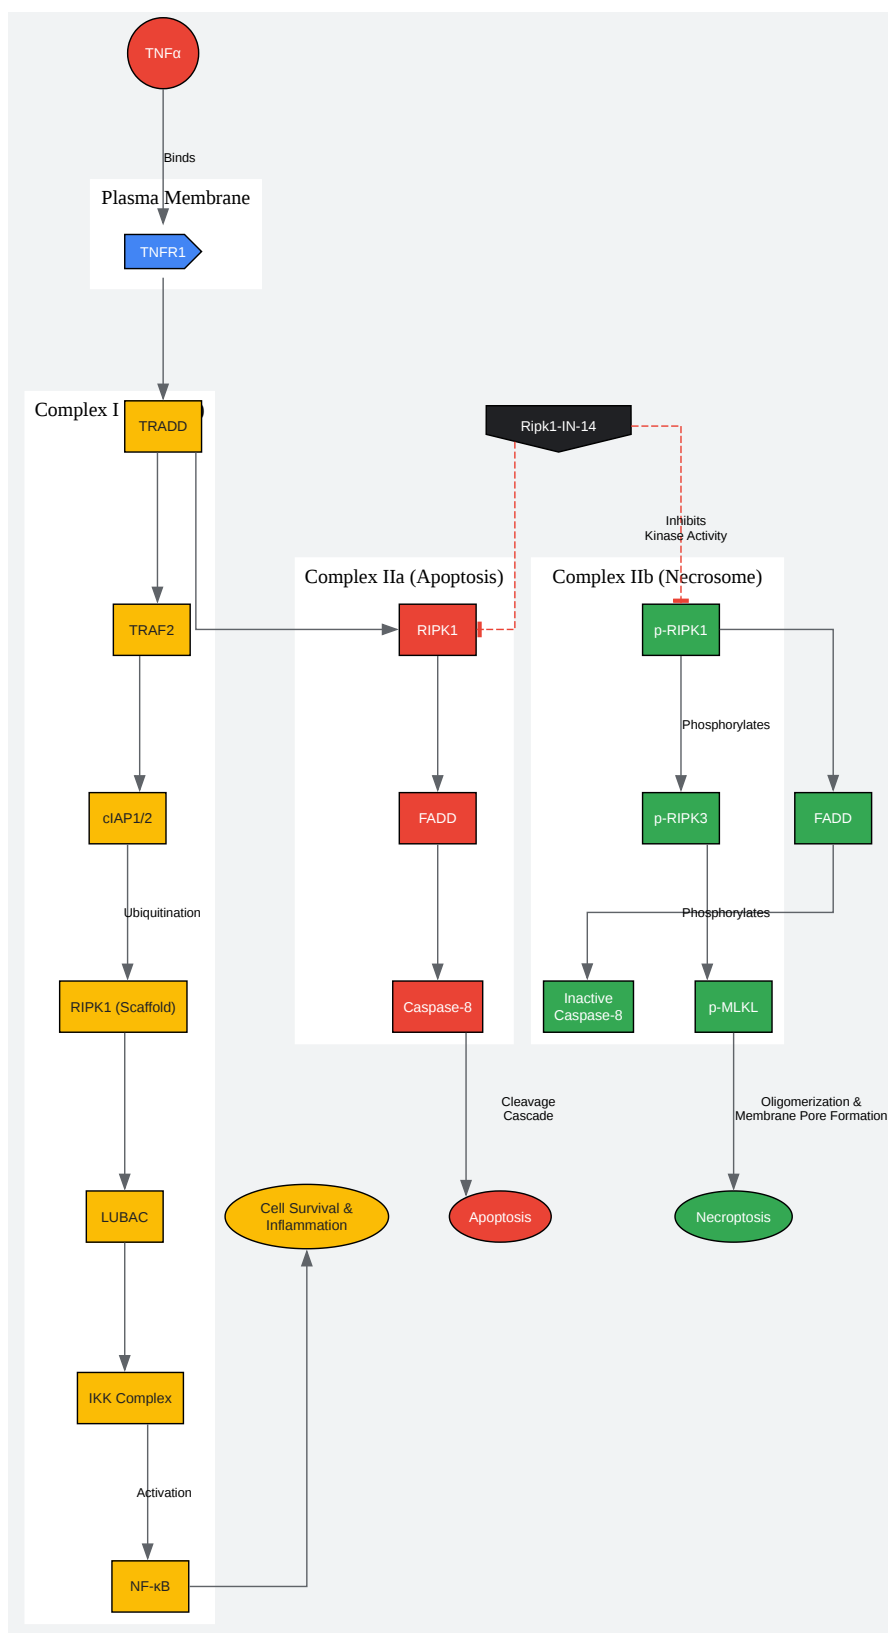 TNFα
Binds
Plasma Membrane
TNFR1
Complex I
)
TRADD
Ripk1-IN-14
Inhibits
Kinase Activity
Complex IIa (Apoptosis)
Complex IIb (Necrosome)
TRAF2
RIPK1
p-RIPK1
Phosphorylates
cIAP1/2
FADD
p-RIPK3
FADD
Ubiquitination
Phosphorylates
RIPK1 (Scaffold)
Caspase-8
Inactive
Caspase-8
p-MLKL
Cleavage
Cascade
Oligomerization &
Membrane Pore Formation
LUBAC
Cell Survival &
Inflammation
Apoptosis
Necroptosis
IKK Complex
Activation
NF-κB